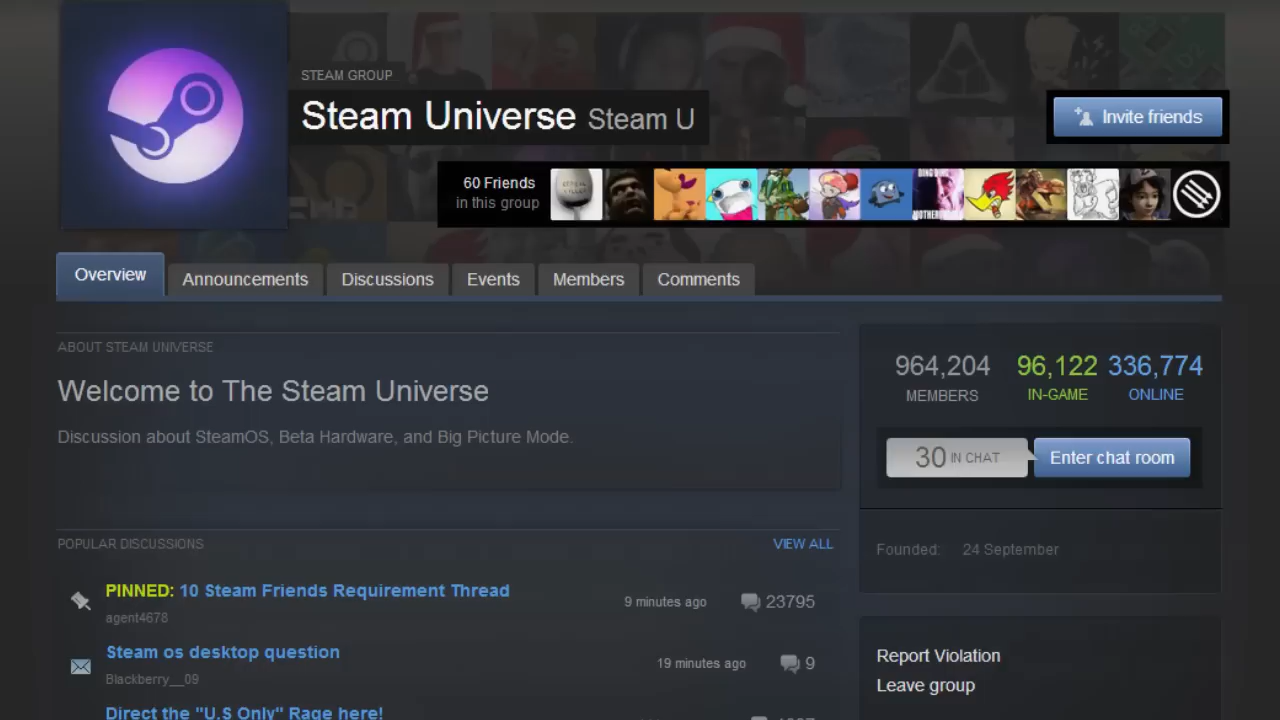 STEAM GROUP
Steam Universe Steam U
Invite friends
60 Friends
in this group
Overview
Announcements
Discussions
Events
Members
Comments
ABOUT STEAM UNIVERSE
Welcome to The Steam Universe
Discussion about SteamOS, Beta Hardware, and Big Picture Mode.
964,204 96,122 336,774
MEMBERS IN-GAME ONLINE
30 IN CHAT
Enter chat room
Founded: 24 September
POPULAR DISCUSSIONS
VIEW ALL
PINNED: 10 Steam Friends Requirement Thread
agent4678
9 minutes ago
23795
Steam os desktop question
Blackberry__09
19 minutes ago
9
Direct the "U.S Only" Rage here!
Report Violation
Leave group